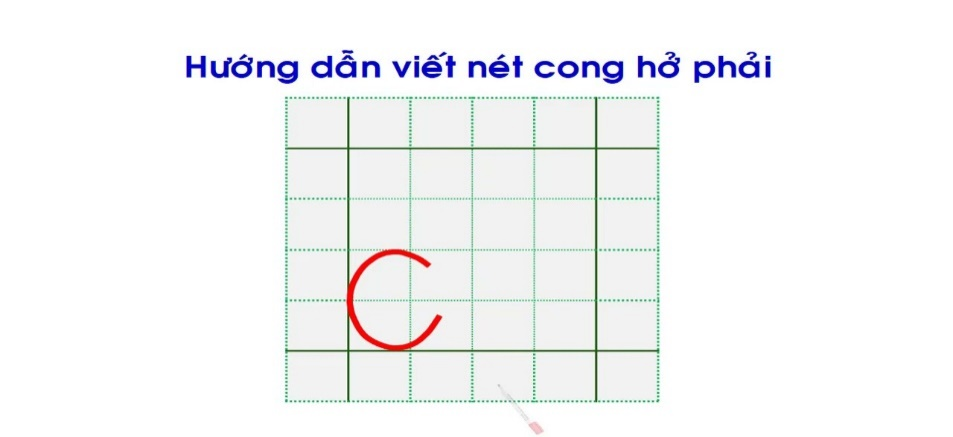 Hướng dẫn viết nét cong hở phải